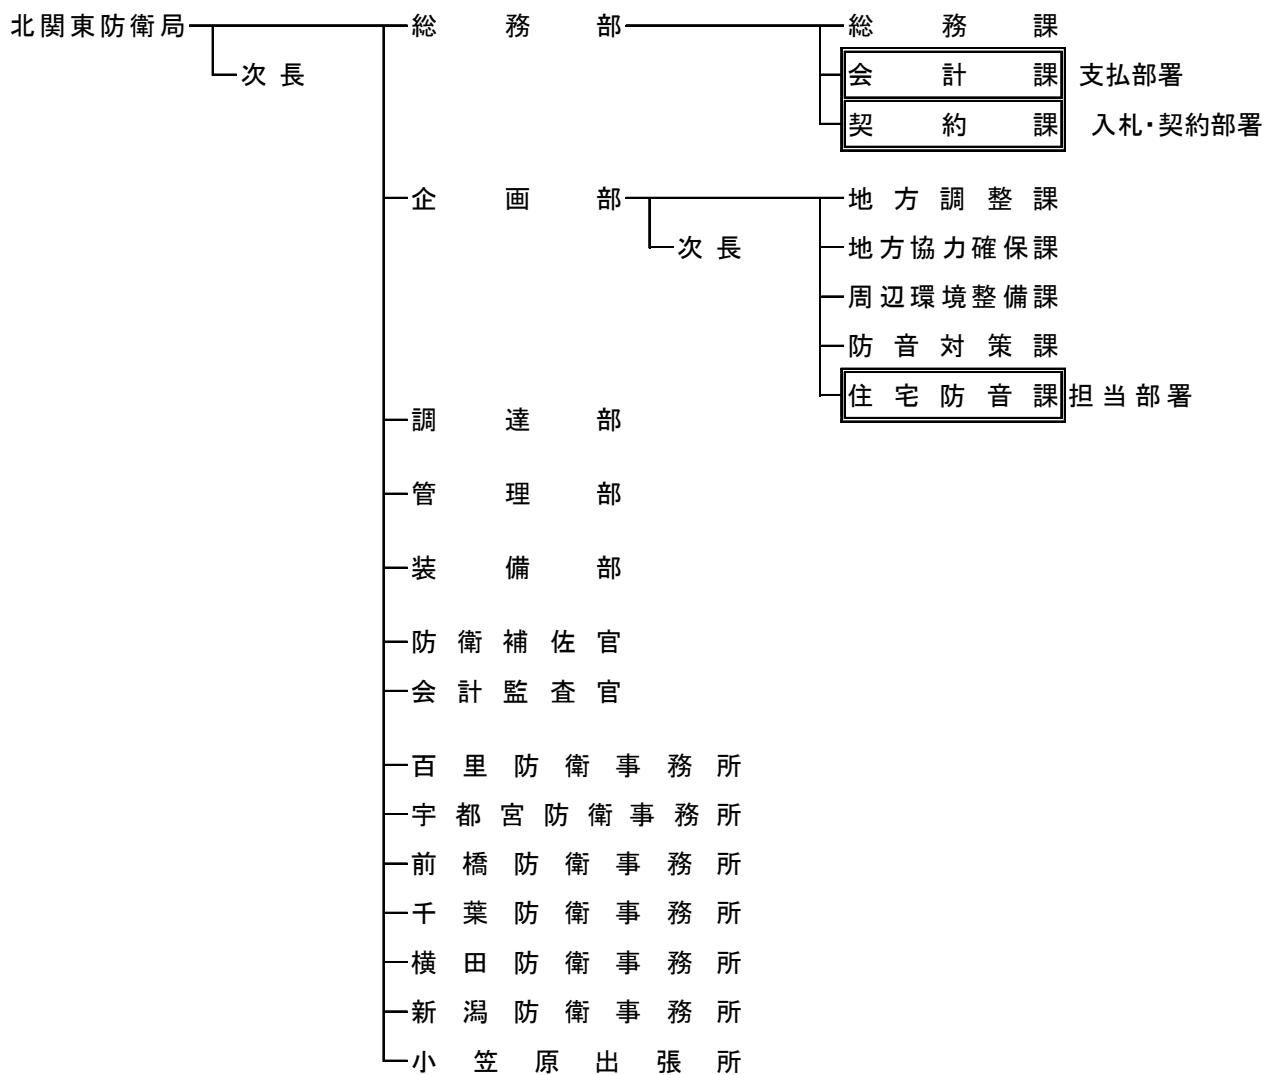 北関東防衛局 総務部 総務課
次長 会計課 支払部署
契約課 入札・契約部署
企画部 地方調整課
次長 地方協力確保課
周辺環境整備課
防音対策課
住宅防音課 担当部署
調達部
管理部
装備部
防衛補佐官
会計監査官
百里防衛事務所
宇都宮防衛事務所
前橋防衛事務所
千葉防衛事務所
横田防衛事務所
新潟防衛事務所
小笠原出張所